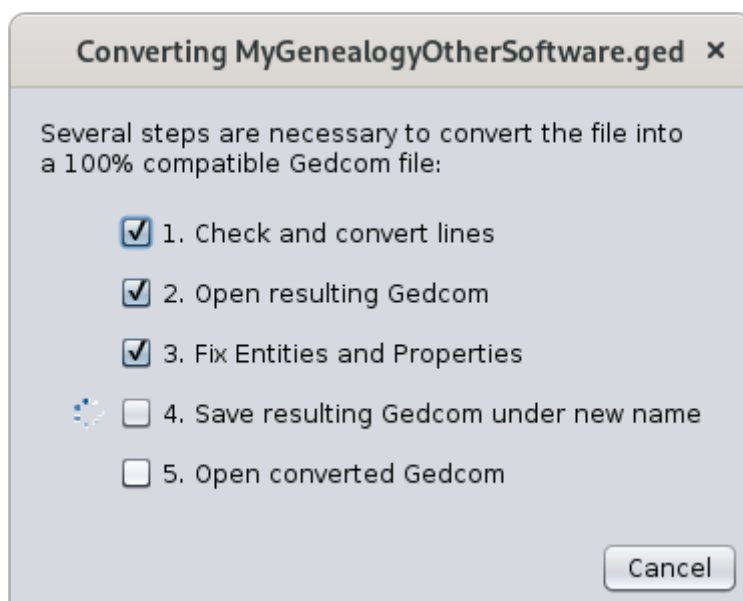 Converting MyGenealogyOtherSoftware.ged ×
Several steps are necessary to convert the file into
a 100% compatible Gedcom file:
1. Check and convert lines
2. Open resulting Gedcom
3. Fix Entities and Properties
4. Save resulting Gedcom under new name
5. Open converted Gedcom
Cancel